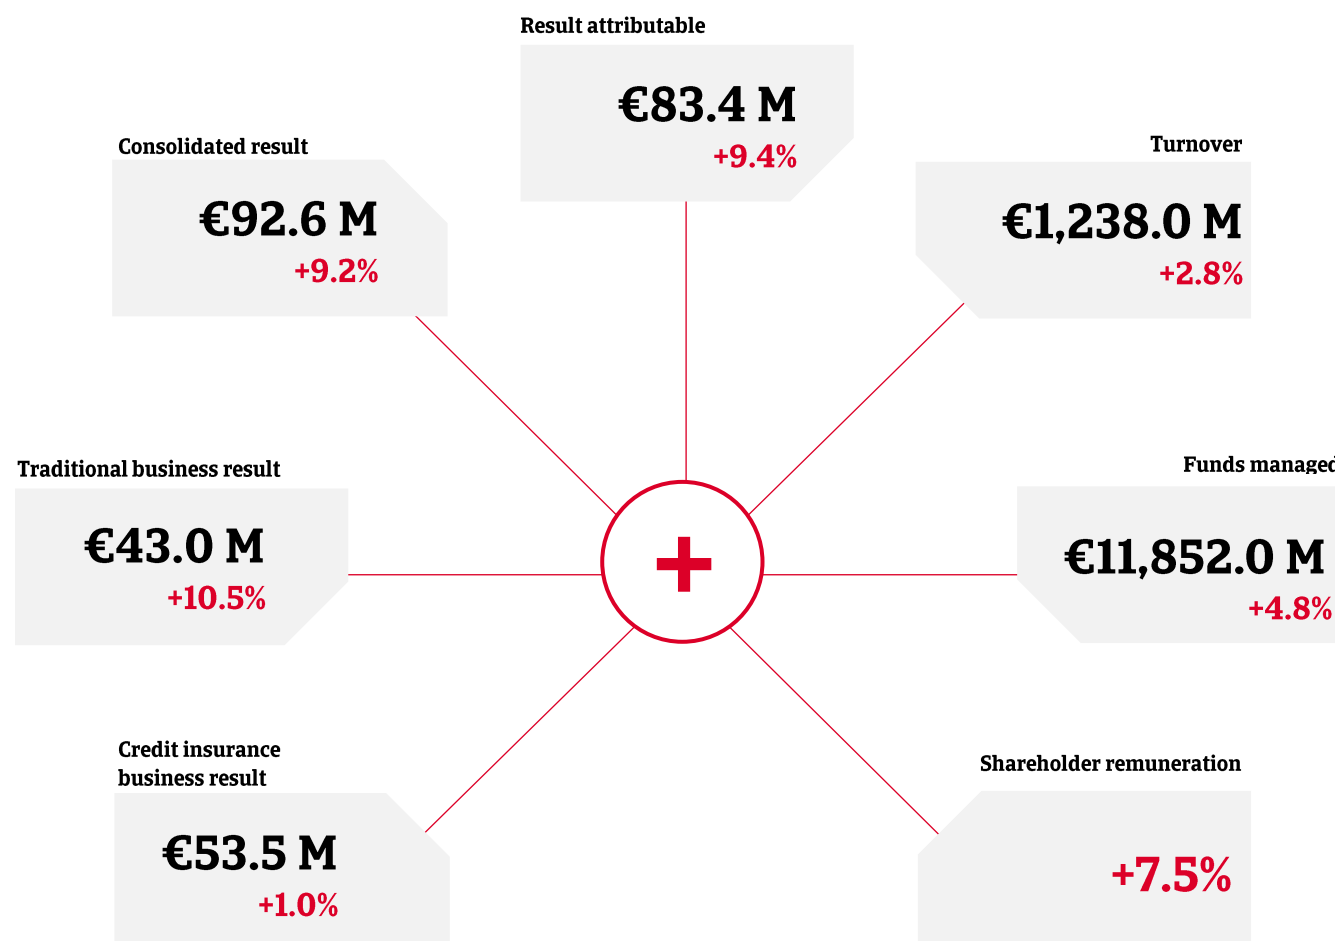 Result attributable
€83.4 M
+9.4%
Consolidated result
€92.6 M
+9.2%
Turnover
€1,238.0 M
+2.8%
Traditional business result
€43.0 M
+10.5%
Funds managed
€11,852.0 M
+4.8%
Credit insurance
business result
€53.5 M
+1.0%
Shareholder remuneration
+7.5%